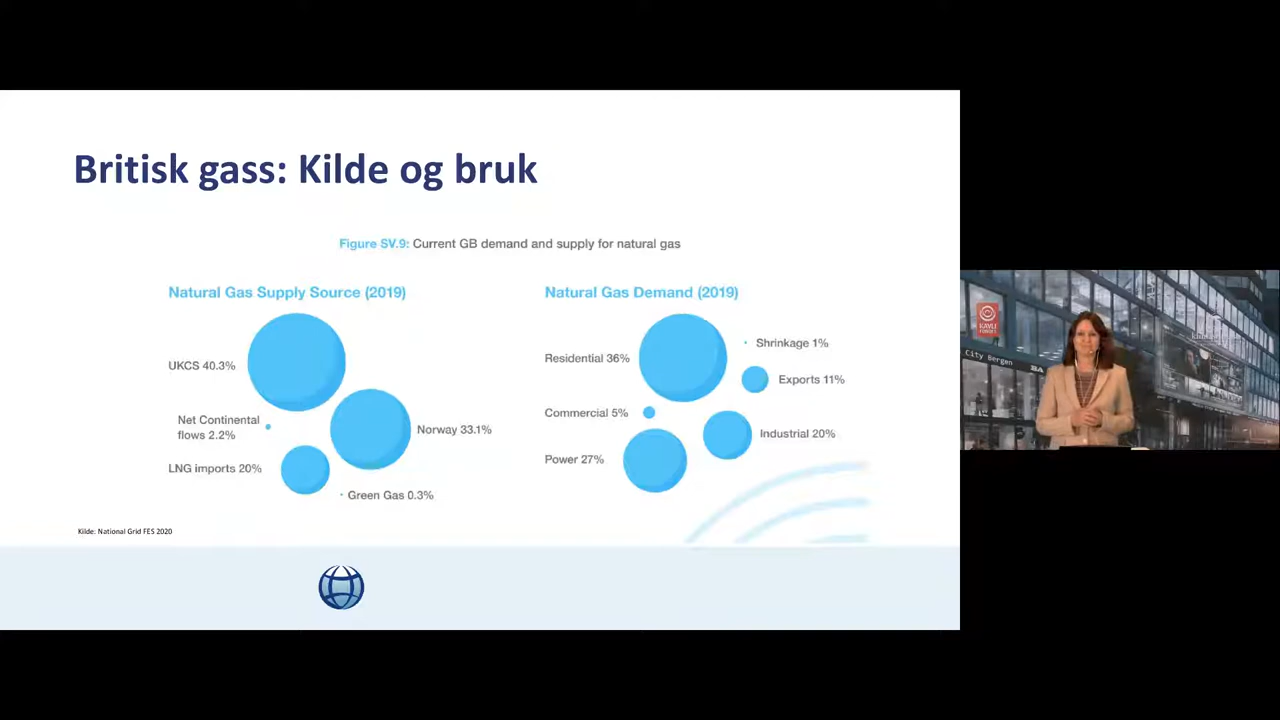 Britisk gass: Kilde og bruk
Figure SV.9: Current GB demand and supply for natural gas
Natural Gas Supply Source (2019)
UKCS 40.3%
Net Continental
flows 2.2%
Norway 33.1%
LNG imports 20%
Green Gas 0.3%
Natural Gas Demand (2019)
Residential 36%
Shrinkage 1%
Exports 11%
Commercial 5%
Industrial 20%
Power 27%
Kilde: National Grid FES 2020
KAVLI
City Bergen